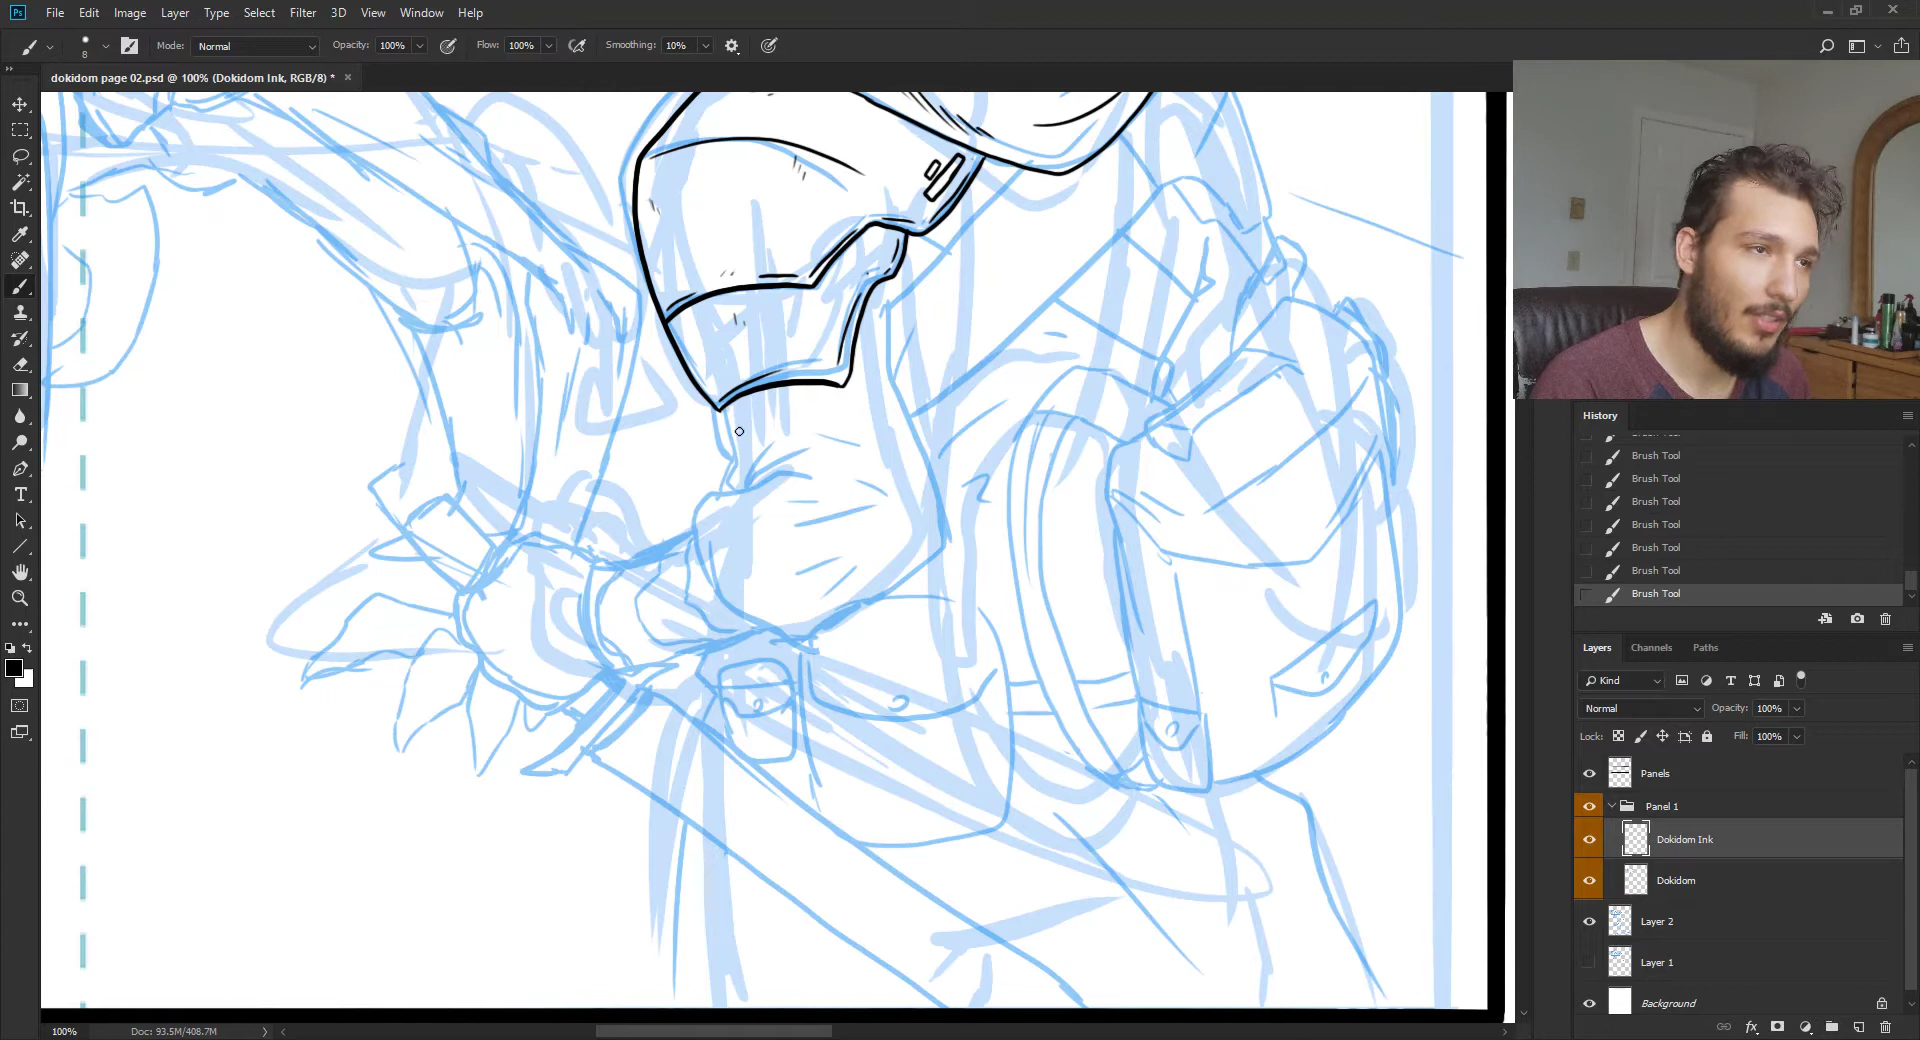 Ps File Edit Image Layer Type Select Filter 3D View Window Help
8 Mode: Normal Opacity: 100% Flow: 100% Smoothing: 10%
dokidom page 02.psd @ 100% (Dokidom Ink, RGB/8) * ×
History
Brush Tool
Brush Tool
Brush Tool
Brush Tool
Brush Tool
Brush Tool
Brush Tool
Layers Channels Paths
Kind
Normal Opacity: 100%
Lock: Fill: 100%
Panels
Panel 1
Dokidom Ink
Dokidom
Layer 2
Layer 1
Background
fx
100% Doc: 93.5M/408.7M